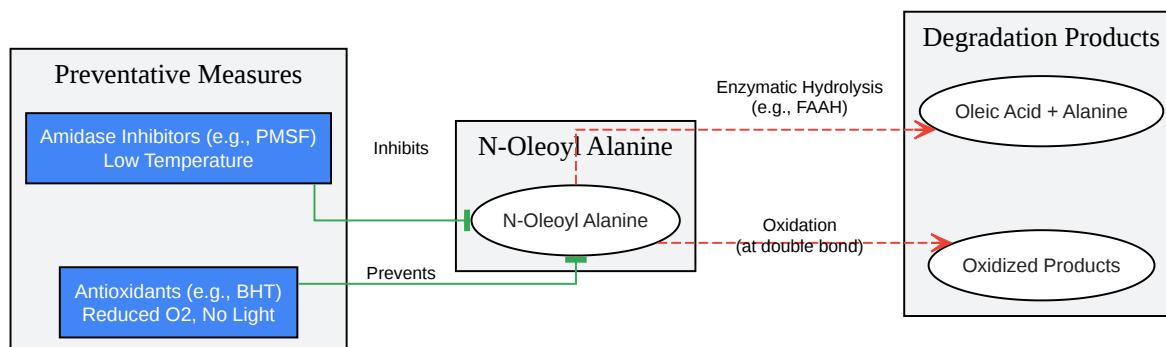 Preventative Measures
Amidase Inhibitors (e.g., PMSF)
Low Temperature
Antioxidants (e.g., BHT)
Reduced O2, No Light
Inhibits
Prevents
N-Oleoyl Alanine
N-Oleoyl Alanine
Enzymatic Hydrolysis
(e.g., FAAH)
Oxidation
(at double bond)
Degradation Products
Oleic Acid + Alanine
Oxidized Products